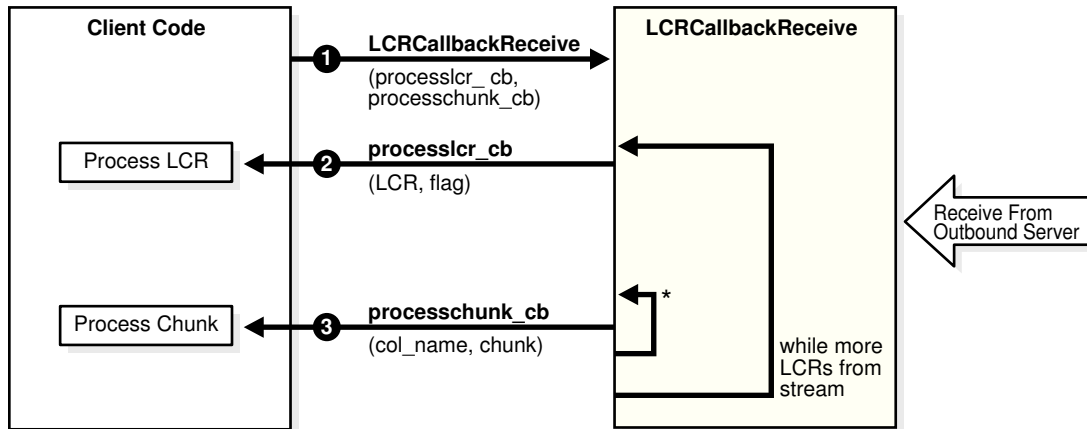 Client Code
LCRCallbackReceive
1
LCRCallbackReceive
(processlcr_ cb,
processchunk_cb)
Process LCR
2
processlcr_cb
(LCR, flag)
Receive From
Outbound Server
*
Process Chunk
3
processchunk_cb
(col_name, chunk)
while more
LCRs from
stream